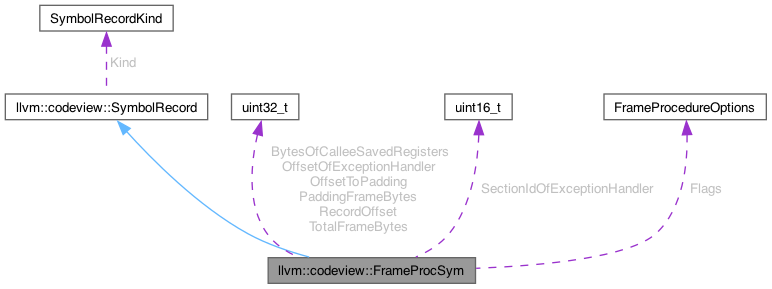 SymbolRecordKind
Kind
llvm::codeview::SymbolRecord
uint32_t
uint16_t
FrameProcedureOptions
BytesOfCalleeSavedRegisters
OffsetOfExceptionHandler
OffsetToPadding
PaddingFrameBytes
RecordOffset
TotalFrameBytes
SectionIdOfExceptionHandler
Flags
llvm::codeview::FrameProcSym